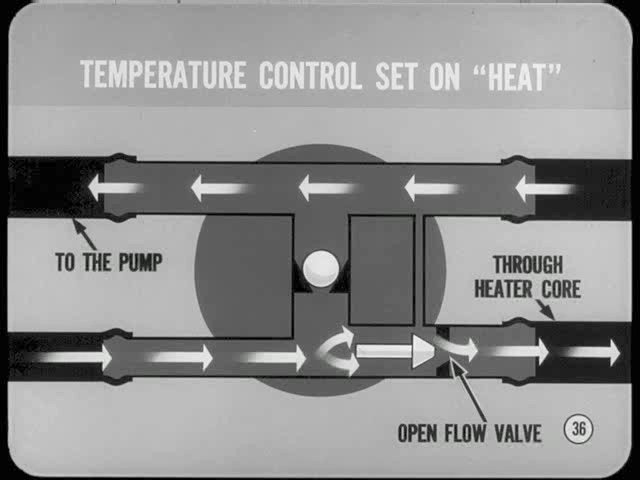 TEMPERATURE CONTROL SET ON "HEAT"
TO THE PUMP
THROUGH
HEATER CORE
OPEN FLOW VALVE
36